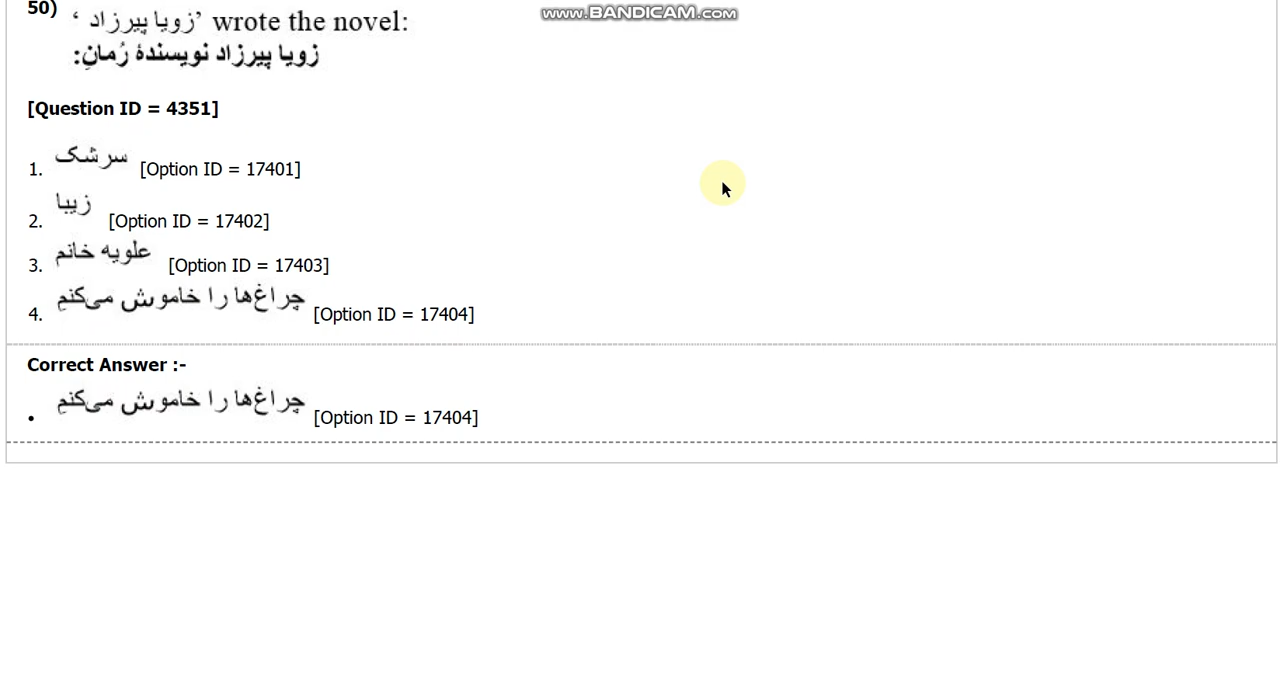 www.BANDICAM.com
50) ‘ زویا پیرزاد’ wrote the novel:
زویا پیرزاد نویسندۀ رُمانِ:
[Question ID = 4351]
1. سرشک [Option ID = 17401]
2. زیبا [Option ID = 17402]
3. علویه خانم [Option ID = 17403]
4. چراغ‌ها را خاموش می‌کنمِ [Option ID = 17404]
Correct Answer :-
• چراغ‌ها را خاموش می‌کنمِ [Option ID = 17404]